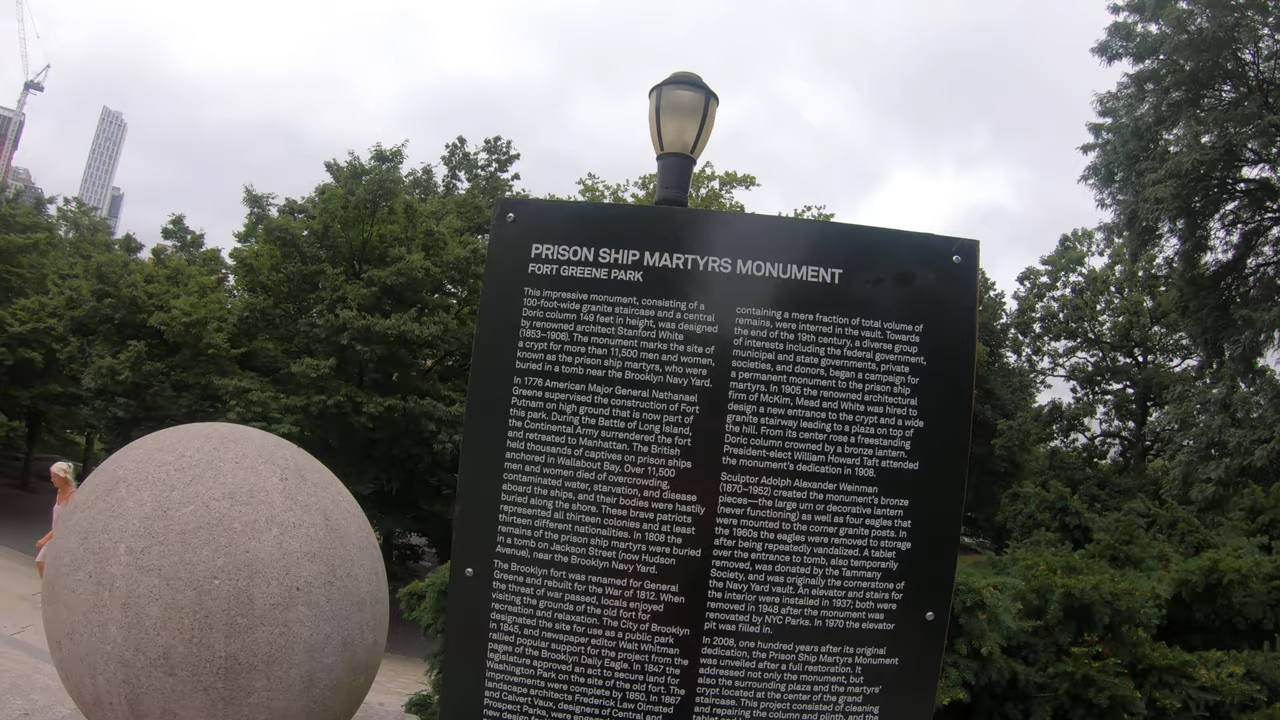 PRISON SHIP MARTYRS MONUMENT
FORT GREENE PARK
This impressive monument, consisting of a
100-foot-wide granite staircase and a central
Doric column 149 feet in height, was designed
by renowned architect Stanford White
(1853–1906). The monument marks the site of
a crypt for more than 11,500 men and women,
known as the prison ship martyrs, who were
buried in a tomb near the Brooklyn Navy Yard.
In 1776 American Major General Nathanael
Greene supervised the construction of Fort
Putnam on high ground that is now part of
this park. During the Battle of Long Island,
the Continental Army surrendered the fort
and retreated to Manhattan. The British
held thousands of captives on prison ships
anchored in Wallabout Bay. Over 11,500
men and women died of overcrowding,
contaminated water, starvation, and disease
aboard the ships, and their bodies were hastily
buried along the shore. These brave patriots
represented all thirteen colonies and at least
thirteen different nationalities. In 1808 the
remains of the prison ship martyrs were buried
in a tomb on Jackson Street (now Hudson
Avenue), near the Brooklyn Navy Yard.
The Brooklyn fort was renamed for General
Greene and rebuilt for the War of 1812. When
the threat of war passed, locals enjoyed
visiting the grounds of the old fort for
recreation and relaxation. The City of Brooklyn
designated the site for use as a public park
in 1845, and newspaper editor Walt Whitman
rallied popular support for the project from the
pages of the Brooklyn Daily Eagle. In 1847 the
legislature approved an act to secure land for
Washington Park on the site of the old fort. The
improvements were complete by 1850. In 1867
landscape architects Frederick Law Olmsted
and Calvert Vaux, designers of Central and
Prospect Parks, were engaged
new design for
containing a mere fraction of total volume of
remains, were interred in the vault. Towards
the end of the 19th century, a diverse group
of interests including the federal government,
municipal and state governments, private
societies, and donors, began a campaign for
a permanent monument to the prison ship
martyrs. In 1905 the renowned architectural
firm of McKim, Mead and White was hired to
design a new entrance to the crypt and a wide
granite stairway leading to a plaza on top of
the hill. From its center rose a freestanding
Doric column crowned by a bronze lantern.
President-elect William Howard Taft attended
the monument's dedication in 1908.
Sculptor Adolph Alexander Weinman
(1870–1952) created the monument's bronze
pieces—the large urn or decorative lantern
(never functioning) as well as four eagles that
were mounted to the corner granite posts. In
the 1960s the eagles were removed to storage
after being repeatedly vandalized. A tablet
over the entrance to tomb, also temporarily
removed, was donated by the Tammany
Society, and was originally the cornerstone of
the Navy Yard vault. An elevator and stairs for
the interior were installed in 1937; both were
removed in 1948 after the monument was
renovated by NYC Parks. In 1970 the elevator
pit was filled in.
In 2008, one hundred years after its original
dedication, the Prison Ship Martyrs Monument
was unveiled after a full restoration. It
addressed not only the monument, but
also the surrounding plaza and the martyrs'
crypt located at the center of the grand
staircase. This project consisted of cleaning
and repairing the column and plinth, and the